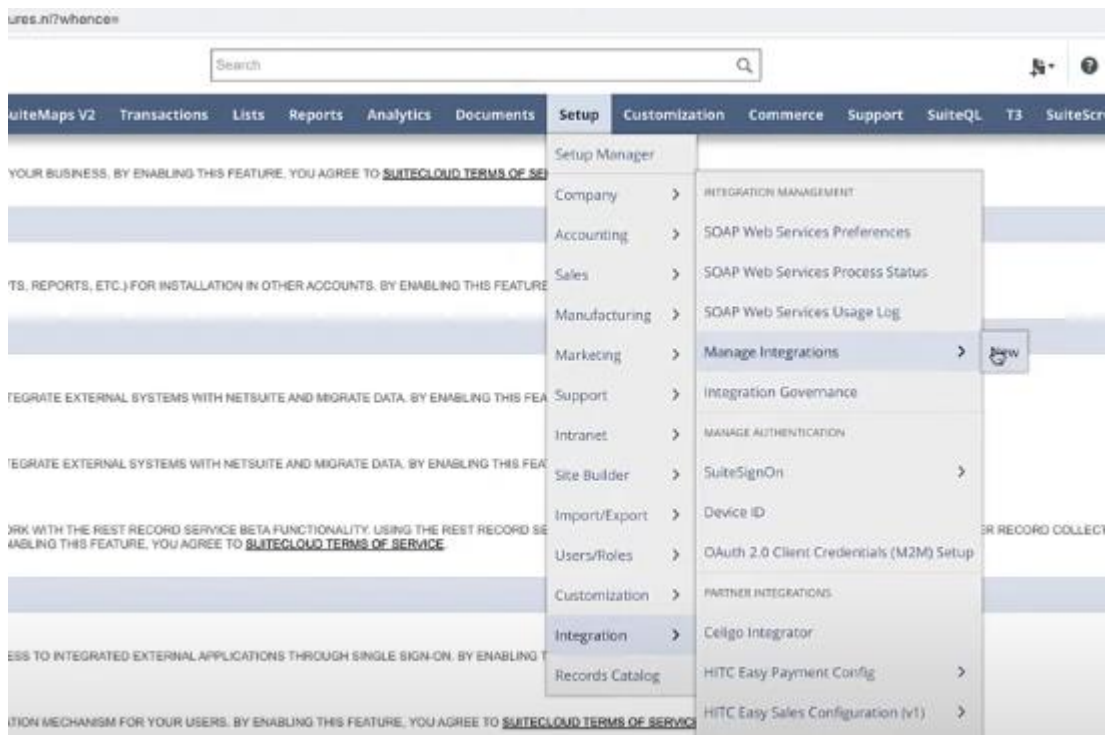 ures.nl?whence=
Search
uiteMaps V2 Transactions Lists Reports Analytics Documents Setup Customization Commerce Support SuiteQL T3 SuiteScr
Setup Manager
Company
Accounting
Sales
Manufacturing
Marketing
Support
Intranet
Site Builder
Import/Export
Users/Roles
Customization
Integration
Records Catalog
INTEGRATION MANAGEMENT
SOAP Web Services Preferences
SOAP Web Services Process Status
SOAP Web Services Usage Log
Manage Integrations
New
Integration Governance
MANAGE AUTHENTICATION
SuiteSignOn
Device ID
OAuth 2.0 Client Credentials (M2M) Setup
PARTNER INTEGRATIONS
Celigo Integrator
HITC Easy Payment Config
HITC Easy Sales Configuration (v1)
YOUR BUSINESS. BY ENABLING THIS FEATURE, YOU AGREE TO SUITECLOUD TERMS OF SE
TS, REPORTS, ETC.) FOR INSTALLATION IN OTHER ACCOUNTS. BY ENABLING THIS FEATURE
TEGRATE EXTERNAL SYSTEMS WITH NETSUITE AND MIGRATE DATA. BY ENABLING THIS FEA
TEGRATE EXTERNAL SYSTEMS WITH NETSUITE AND MIGRATE DATA. BY ENABLING THIS FEAT
ORK WITH THE REST RECORD SERVICE BETA FUNCTIONALITY. USING THE REST RECORD SE ER RECORD COLLECT
NABLING THIS FEATURE, YOU AGREE TO SUITECLOUD TERMS OF SERVICE.
ESS TO INTEGRATED EXTERNAL APPLICATIONS THROUGH SINGLE SIGN-ON. BY ENABLING T
TION MECHANISM FOR YOUR USERS. BY ENABLING THIS FEATURE, YOU AGREE TO SUITECLOUD TERMS OF SERVICE